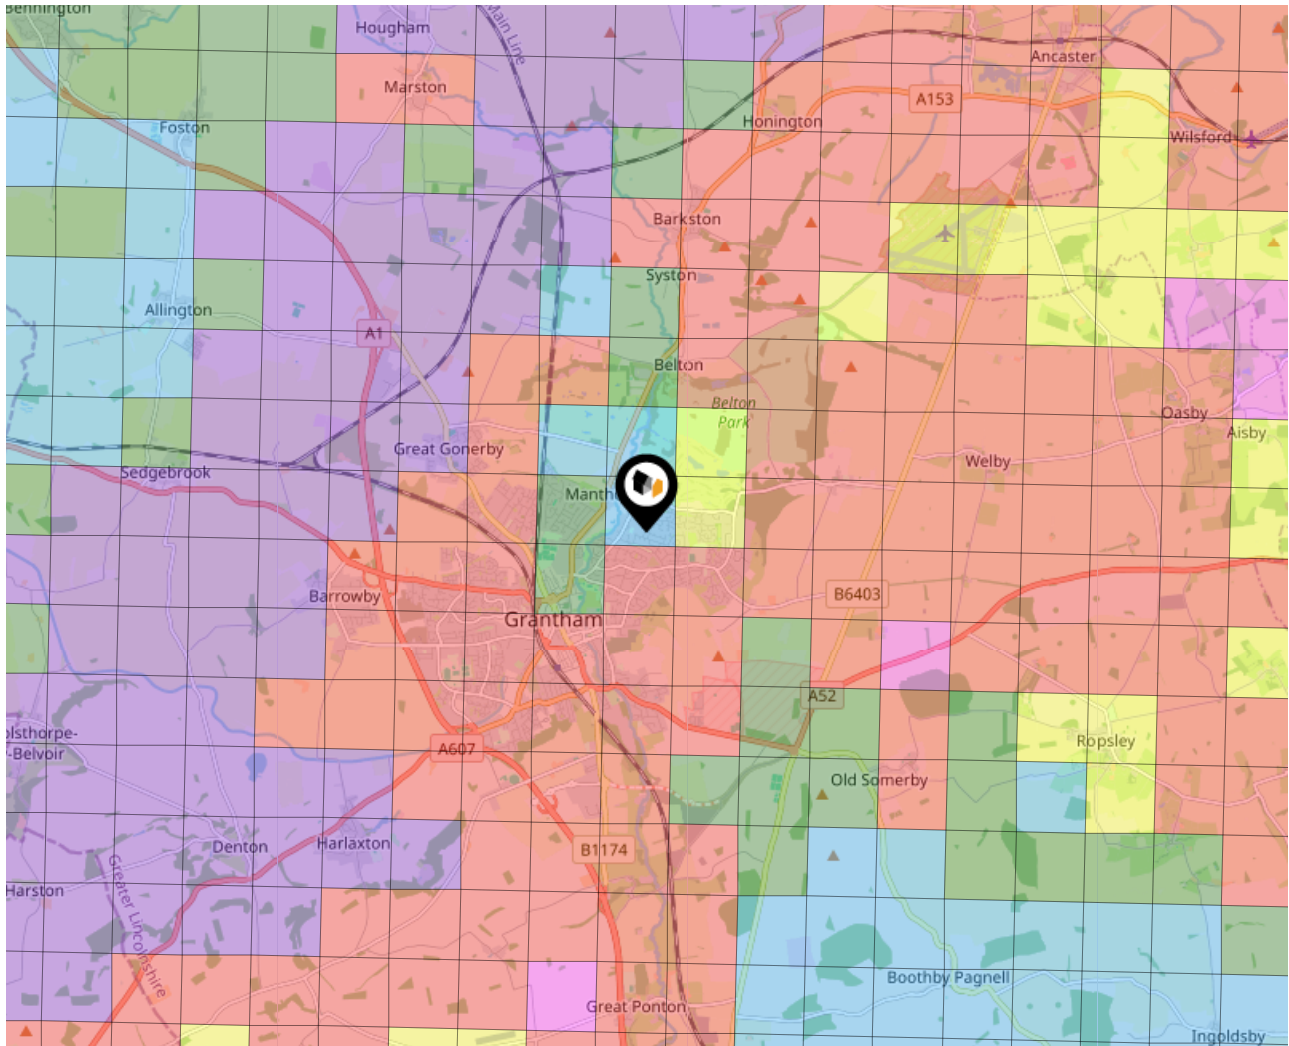 Bennington
Hougham
Main Line
Ancaster
Marston
A153
Honington
Foston
Wilsford
Barkston
Syston
Allington
A1
Belton
Belton
Park
Oasby
Aisby
Great Gonerby
Welby
Sedgebrook
Manth
Barrowby
B6403
Grantham
A52
olsthorpe-
-Belvoir
Ropsley
A607
Old Somerby
Denton
Harlaxton
B1174
Harston
Greater Lincolnshire
Boothby Pagnell
Great Ponton
Ingoldsby